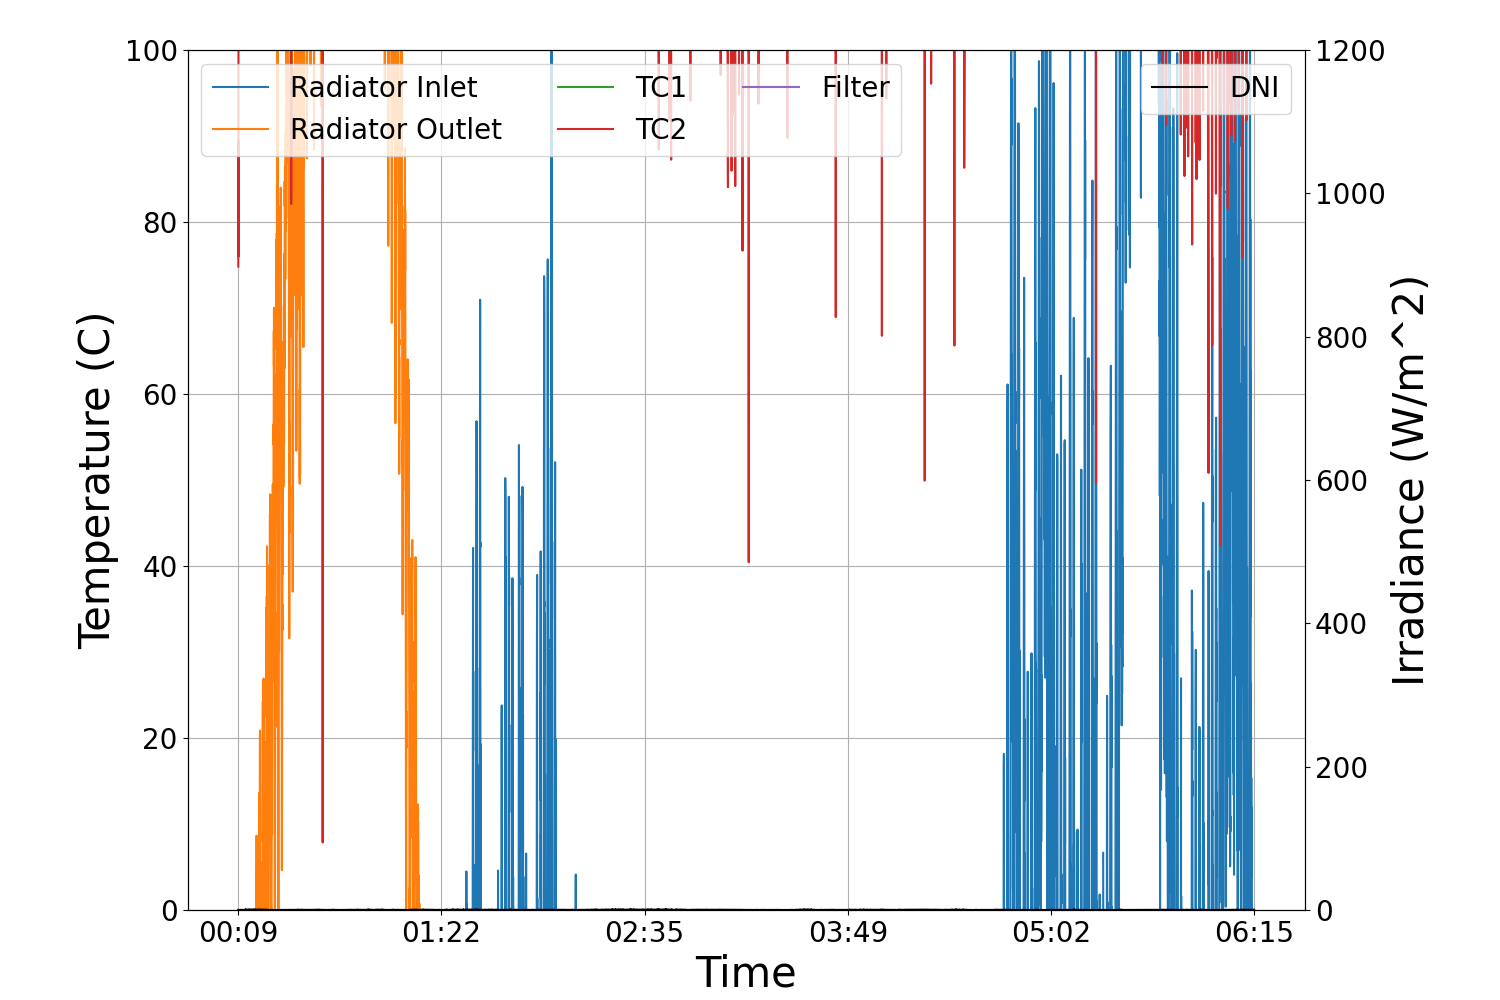 100
80
60
40
20
0
Temperature (C)
Radiator Inlet
Radiator Outlet
TC1
TC2
Filter
DNI
1200
1000
800
600
400
200
0
Irradiance (W/m^2)
00:09 01:22 02:35 03:49 05:02 06:15
Time